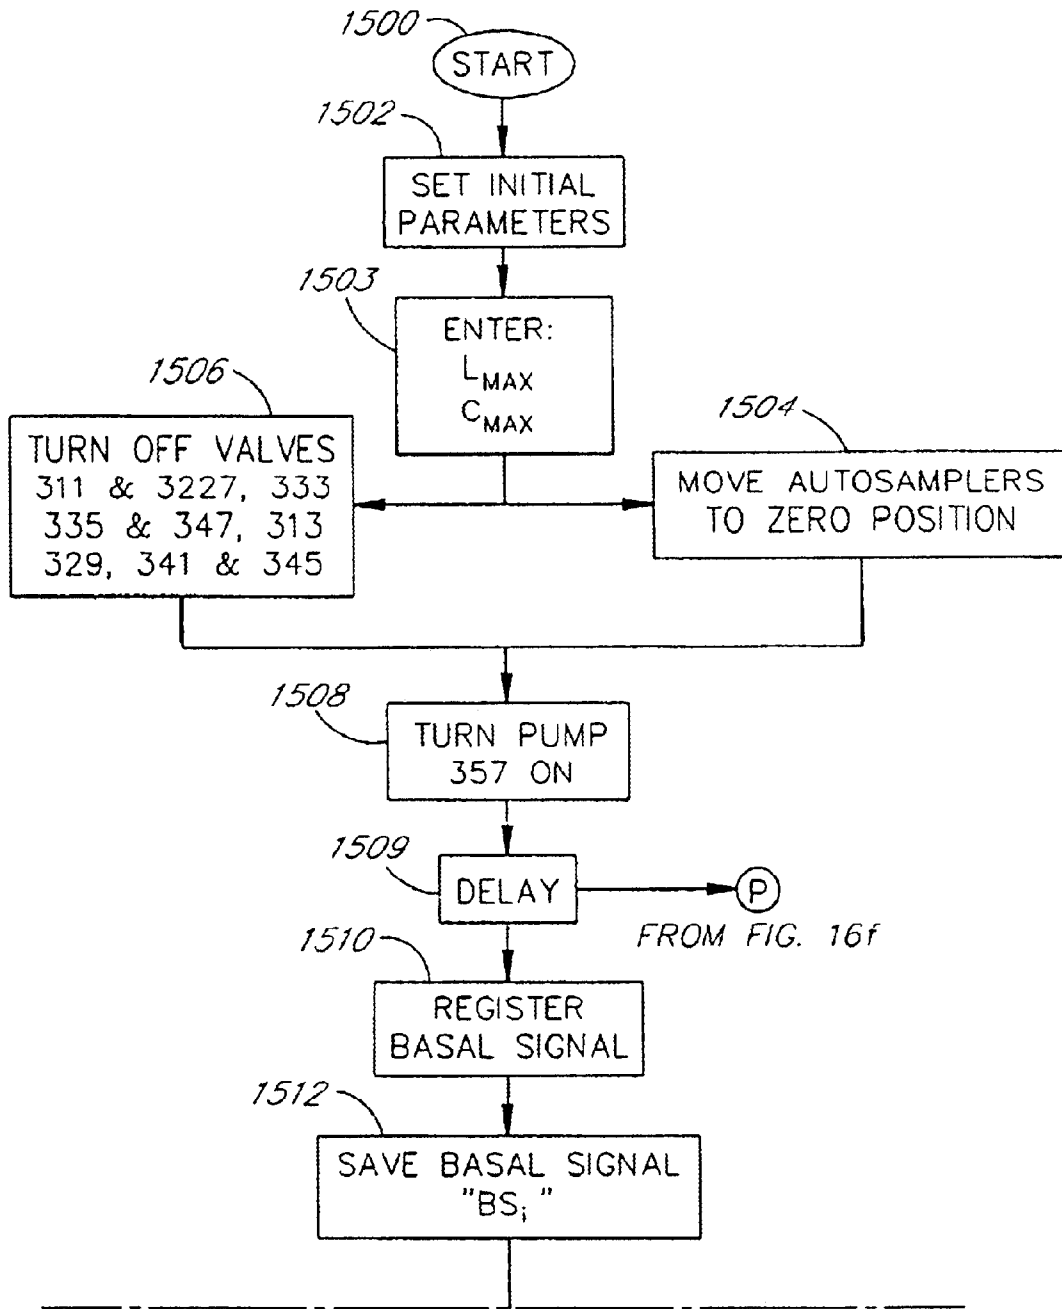 1500
START
1502
SET INITIAL
PARAMETERS
1503
ENTER:
LMAX
CMAX
1506
TURN OFF VALVES
311 & 3227, 333
335 & 347, 313
329, 341 & 345
1504
MOVE AUTOSAMPLERS
TO ZERO POSITION
1508
TURN PUMP
357 ON
1509
DELAY
P
FROM FIG. 16f
1510
REGISTER
BASAL SIGNAL
1512
SAVE BASAL SIGNAL
"BSi"